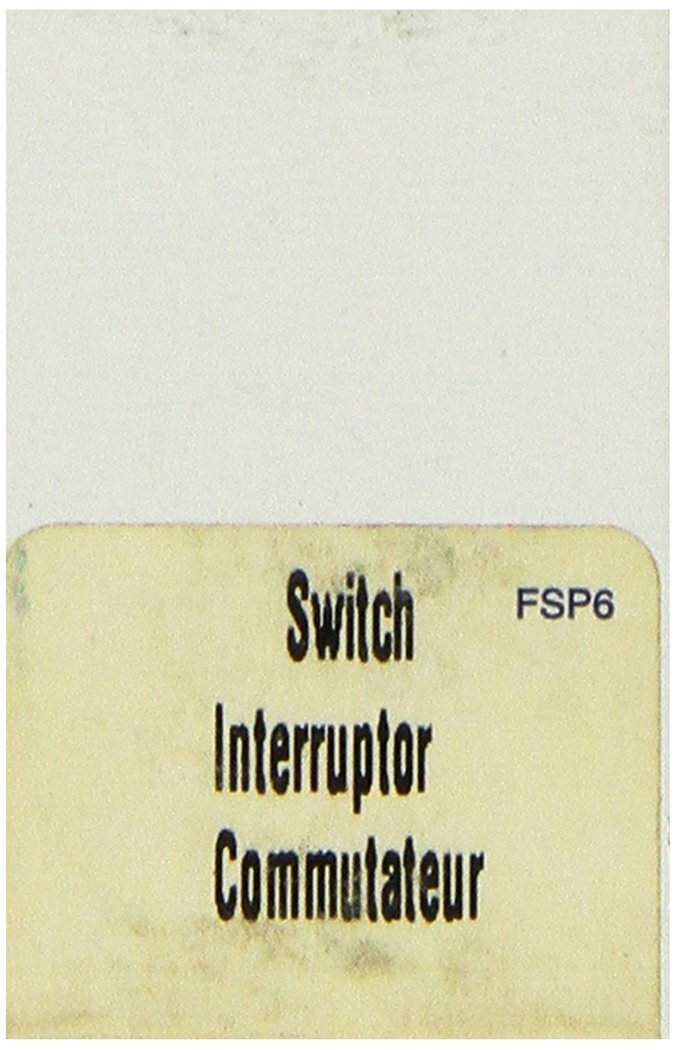 Switch
FSP6
Interruptor
Commutateur